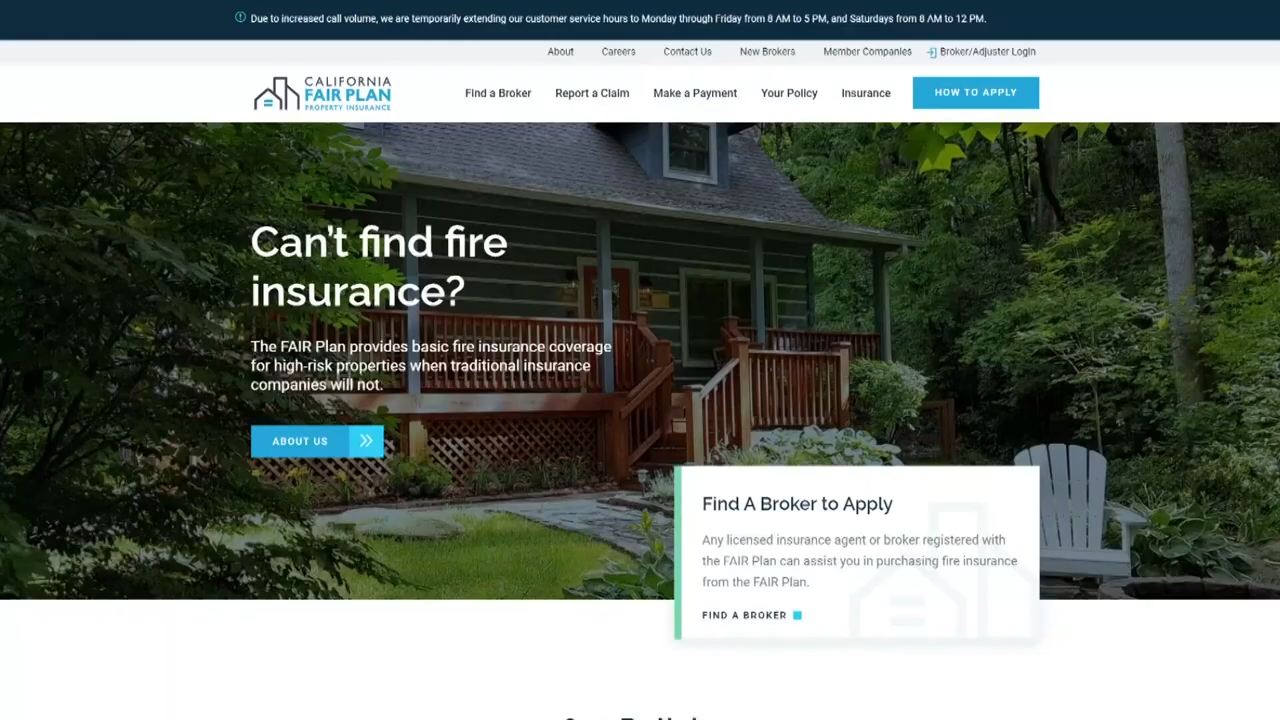 Due to increased call volume, we are temporarily extending our customer service hours to Monday through Friday from 8 AM to 5 PM, and Saturdays from 8 AM to 12 PM.
About Careers Contact Us New Brokers Member Companies Broker/Adjuster Login
CALIFORNIA
FAIR PLAN
PROPERTY INSURANCE
Find a Broker Report a Claim Make a Payment Your Policy Insurance HOW TO APPLY
Can't find fire
insurance?
The FAIR Plan provides basic fire insurance coverage
for high-risk properties when traditional insurance
companies will not.
ABOUT US
Find A Broker to Apply
Any licensed insurance agent or broker registered with
the FAIR Plan can assist you in purchasing fire insurance
from the FAIR Plan.
FIND A BROKER